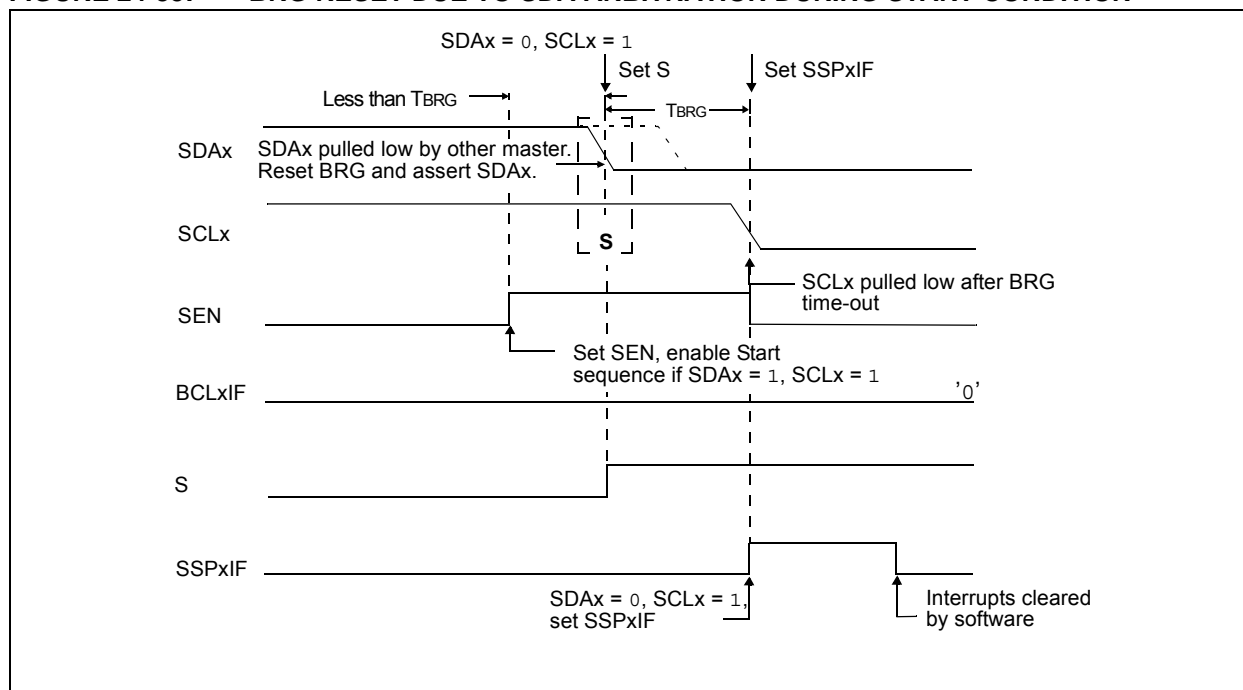 SDAx = 0, SCLx = 1
Set S
Set SSPxIF
Less than TBRG
TBRG
SDAx
SDAx pulled low by other master.
Reset BRG and assert SDAx.
SCLx
S
SCLx pulled low after BRG
time-out
SEN
Set SEN, enable Start
sequence if SDAx = 1, SCLx = 1
BCLxIF
'0'
S
SSPxIF
SDAx = 0, SCLx = 1,
set SSPxIF
Interrupts cleared
by software